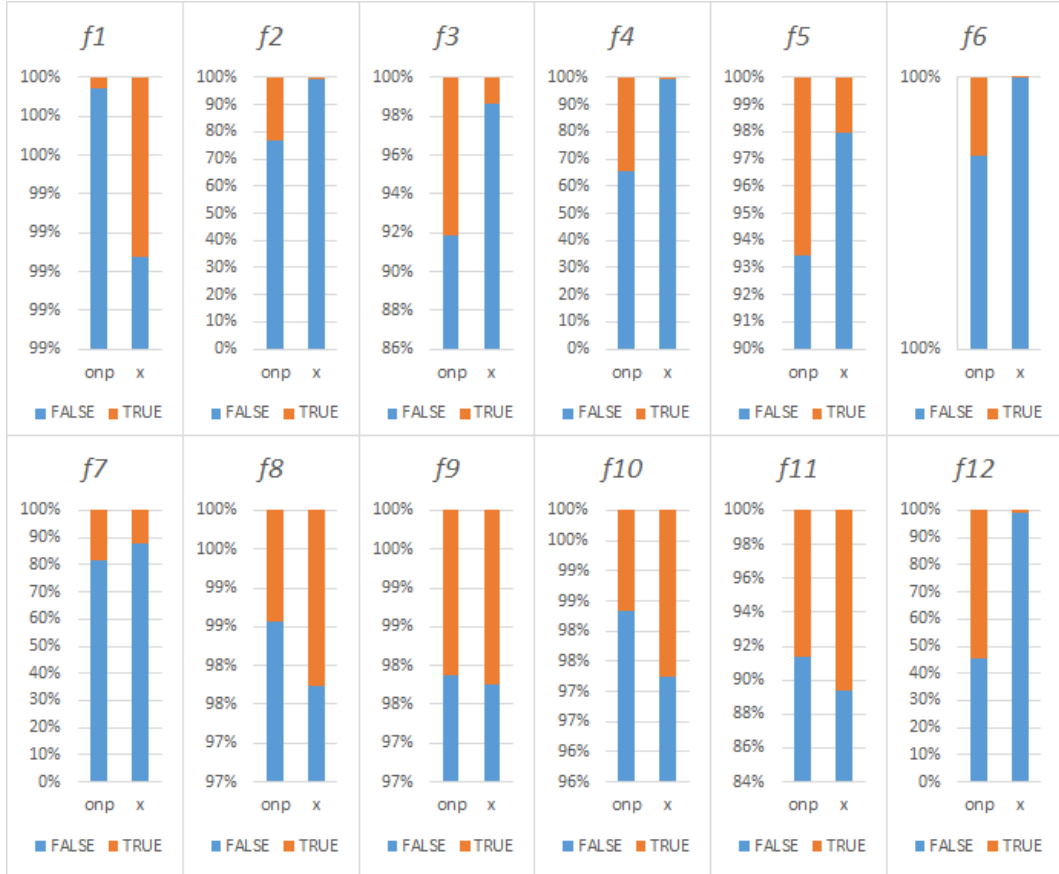 f1 f2 f3 f4 f5 f6
100% 100% 100% 100% 100% 100%
100% 90% 98% 90% 99%
100% 80% 96% 80% 98%
99% 70% 94% 70% 97%
99% 60% 92% 60% 96%
99% 50% 90% 50% 95%
99% 40% 88% 40% 94%
99% 30% 86% 30% 93%
20% 20% 92%
10% 10% 91%
0% 0% 90% 100%
onp x onp x onp x onp x onp x onp x
FALSE TRUE FALSE TRUE FALSE TRUE FALSE TRUE FALSE TRUE FALSE TRUE
f7 f8 f9 f10 f11 f12
100% 100% 100% 100% 100% 100%
90% 100% 100% 100% 98% 90%
80% 99% 99% 99% 96% 80%
70% 99% 99% 99% 94% 70%
60% 98% 98% 98% 92% 60%
50% 98% 98% 98% 90% 50%
40% 97% 97% 97% 88% 40%
30% 97% 97% 97% 86% 30%
20% 96% 84% 20%
10% 96% 10%
0% 0%
onp x onp x onp x onp x onp x onp x
FALSE TRUE FALSE TRUE FALSE TRUE FALSE TRUE FALSE TRUE FALSE TRUE